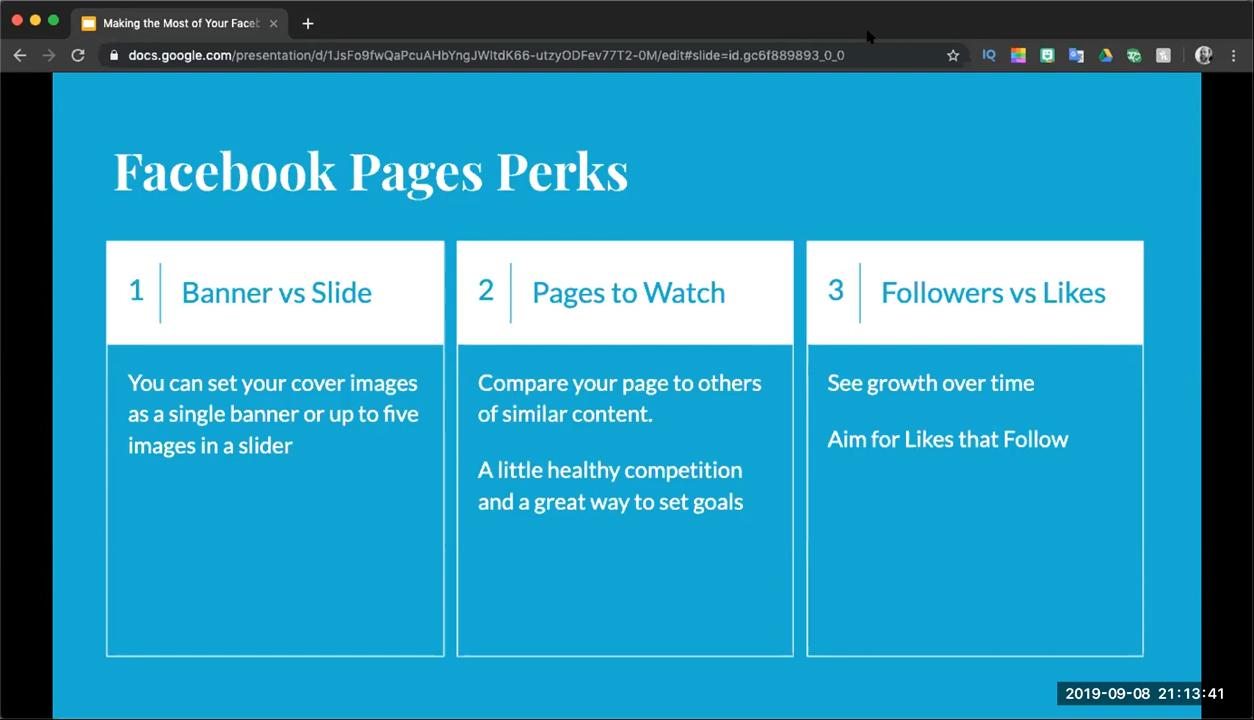 Making the Most of Your Faceb
docs.google.com/presentation/d/1JsFo9fwQaPcuAHbYngJWltdK66-utzyODFev77T2-0M/edit#slide=id.gc6f889893_0_0
Facebook Pages Perks
1 Banner vs Slide
You can set your cover images
as a single banner or up to five
images in a slider
2 Pages to Watch
Compare your page to others
of similar content.
A little healthy competition
and a great way to set goals
3 Followers vs Likes
See growth over time
Aim for Likes that Follow
2019-09-08 21:13:41